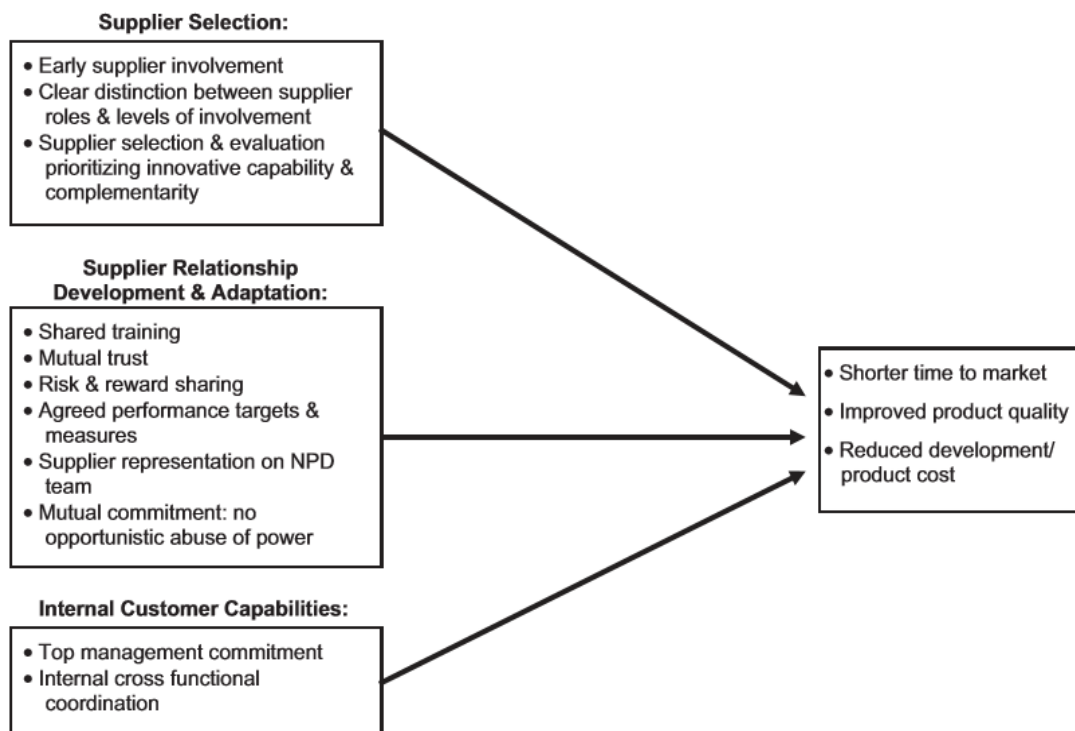 Supplier Selection:
• Early supplier involvement
• Clear distinction between supplier
roles & levels of involvement
• Supplier selection & evaluation
prioritizing innovative capability &
complementarity
Supplier Relationship
Development & Adaptation:
• Shared training
• Mutual trust
• Risk & reward sharing
• Agreed performance targets &
measures
• Supplier representation on NPD
team
• Mutual commitment: no
opportunistic abuse of power
Internal Customer Capabilities:
• Top management commitment
• Internal cross functional
coordination
• Shorter time to market
• Improved product quality
• Reduced development/
product cost